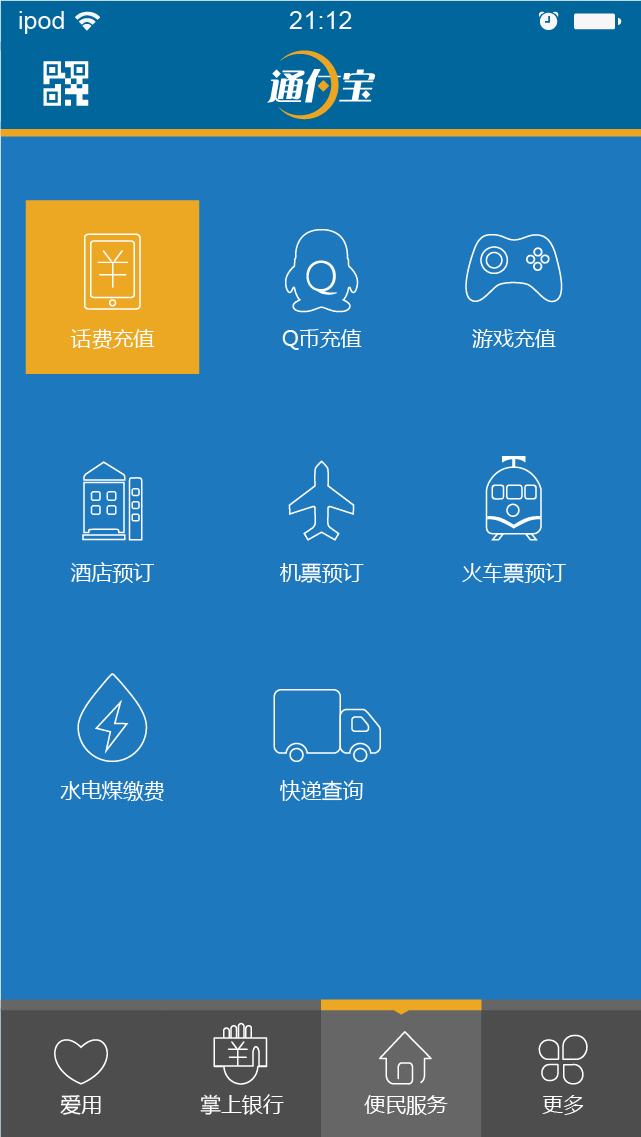 ipod 21:12
通付宝
¥
Q
话费充值 Q币充值 游戏充值
酒店预订 机票预订 火车票预订
水电煤缴费 快递查询
¥
爱用 掌上银行 便民服务 更多